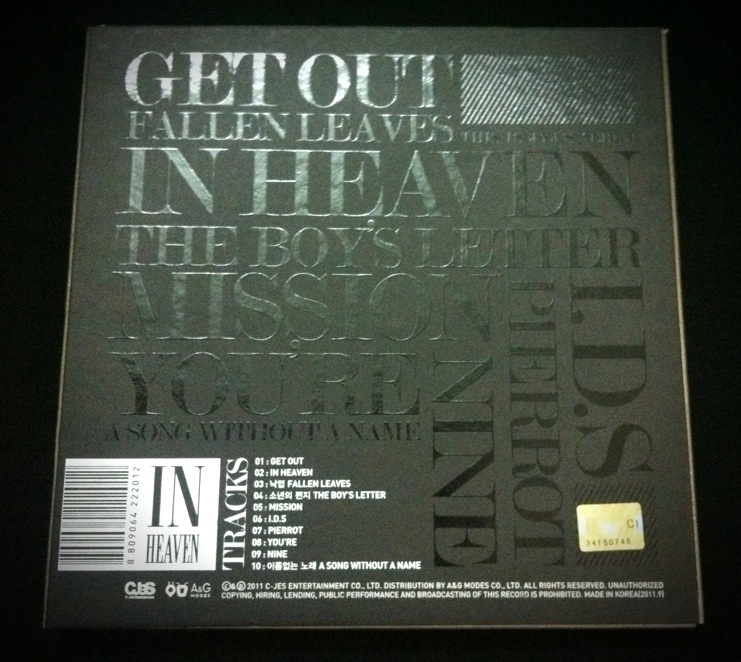 GET OUT
FALLEN LEAVES
IN HEAVEN
THE BOY'S LETTER
MISSION
I.D.S
PIERROT
YOU'RE
NINE
A SONG WITHOUT A NAME
8 809064 222012
IN
HEAVEN
TRACKS
01 : GET OUT
02 : IN HEAVEN
03 : 낙엽 FALLEN LEAVES
04 : 소년의 편지 THE BOY'S LETTER
05 : MISSION
06 : I.D.S
07 : PIERROT
08 : YOU'RE
09 : NINE
10 : 이름없는 노래 A SONG WITHOUT A NAME
CI
34150745
C-JeS
A&G
MODES
©&℗ 2011 C-JES ENTERTAINMENT CO., LTD. DISTRIBUTION BY A&G MODES CO., LTD. ALL RIGHTS RESERVED. UNAUTHORIZED
COPYING, HIRING, LENDING, PUBLIC PERFORMANCE AND BROADCASTING OF THIS RECORD IS PROHIBITED. MADE IN KOREA(2011.9)